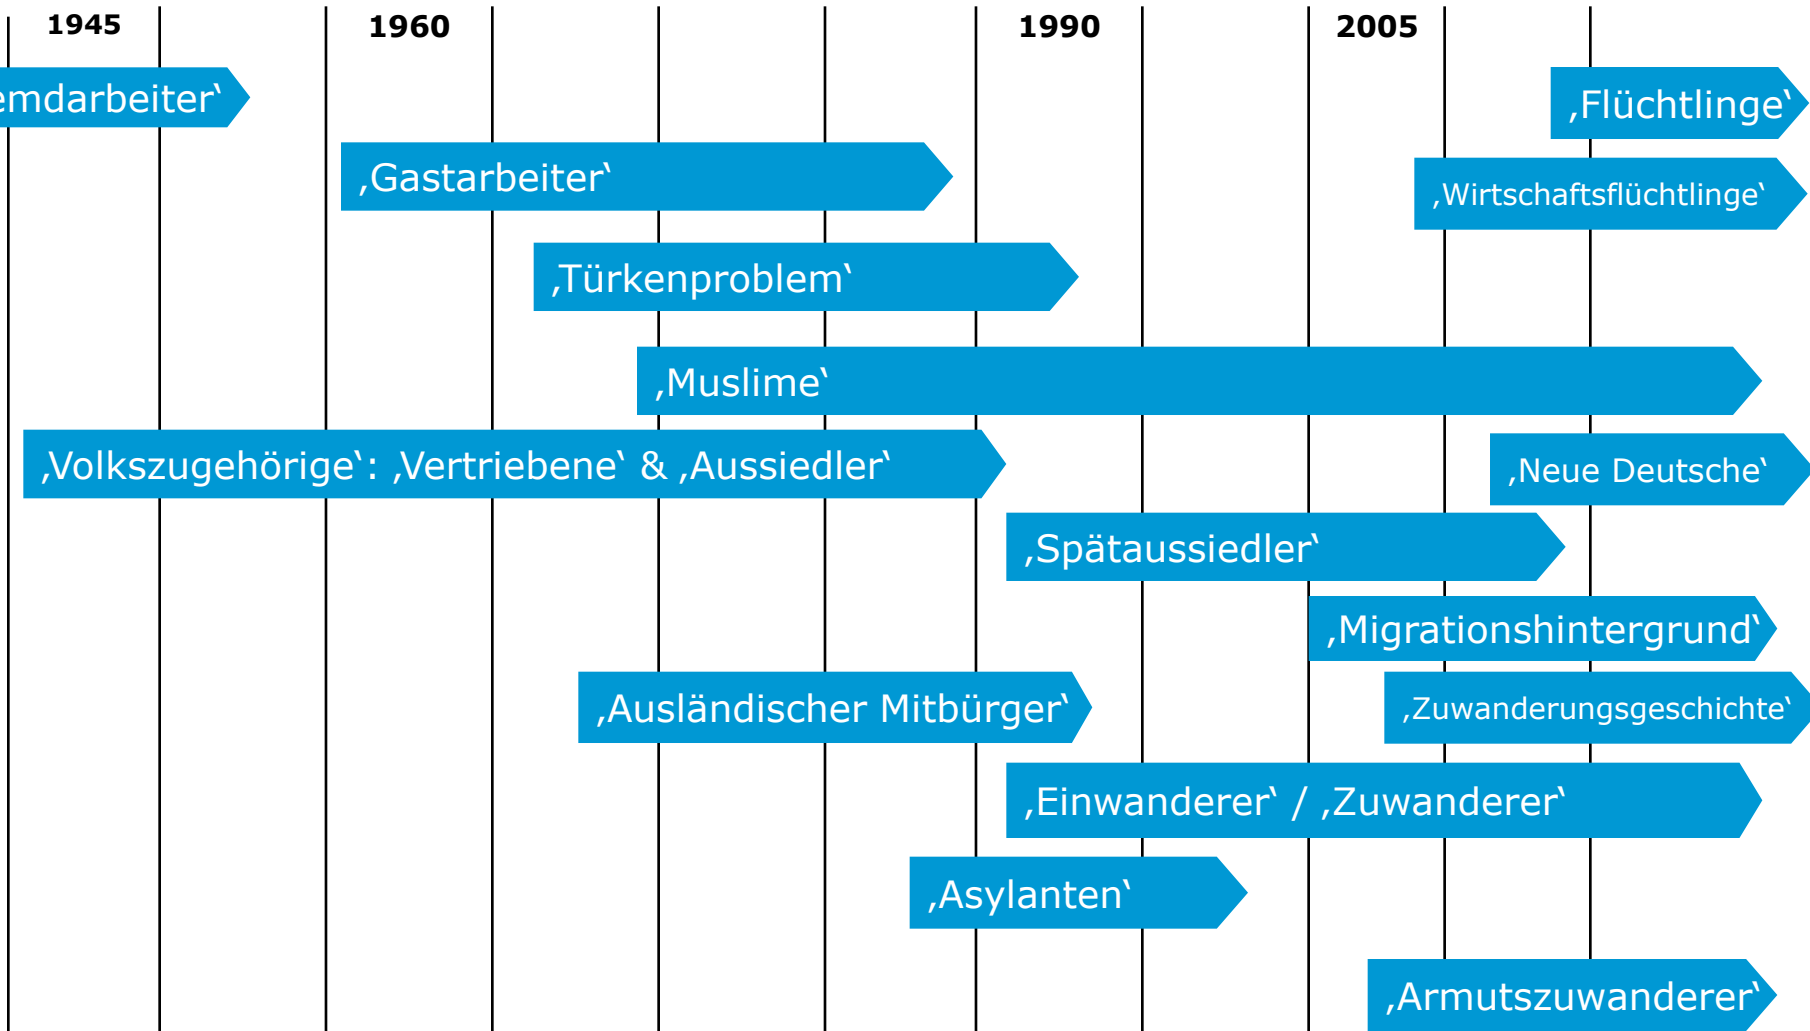 1945 1960 1990 2005
emdarbeiter‘
‚Flüchtlinge‘
‚Gastarbeiter‘
‚Wirtschaftsflüchtlinge‘
‚Türkenproblem‘
‚Muslime‘
‚Volkszugehörige‘: ‚Vertriebene‘ & ‚Aussiedler‘
‚Neue Deutsche‘
‚Spätaussiedler‘
‚Migrationshintergrund‘
‚Ausländischer Mitbürger‘
‚Zuwanderungsgeschichte‘
‚Einwanderer‘ / ‚Zuwanderer‘
‚Asylanten‘
‚Armutszuwanderer‘